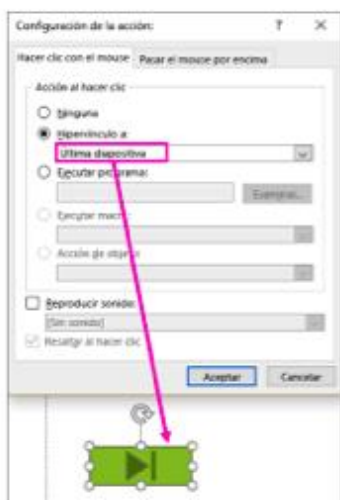 Configuración de la acción: ? ×
Hacer clic con el mouse Pasar el mouse por encima
Acción al hacer clic
Ninguna
Hipervínculo a:
Última diapositiva
Ejecutar programa:
Examinar...
Ejecutar macro:
Acción de objeto:
Reproducir sonido:
[Sin sonido]
Resaltar al hacer clic
Aceptar Cancelar